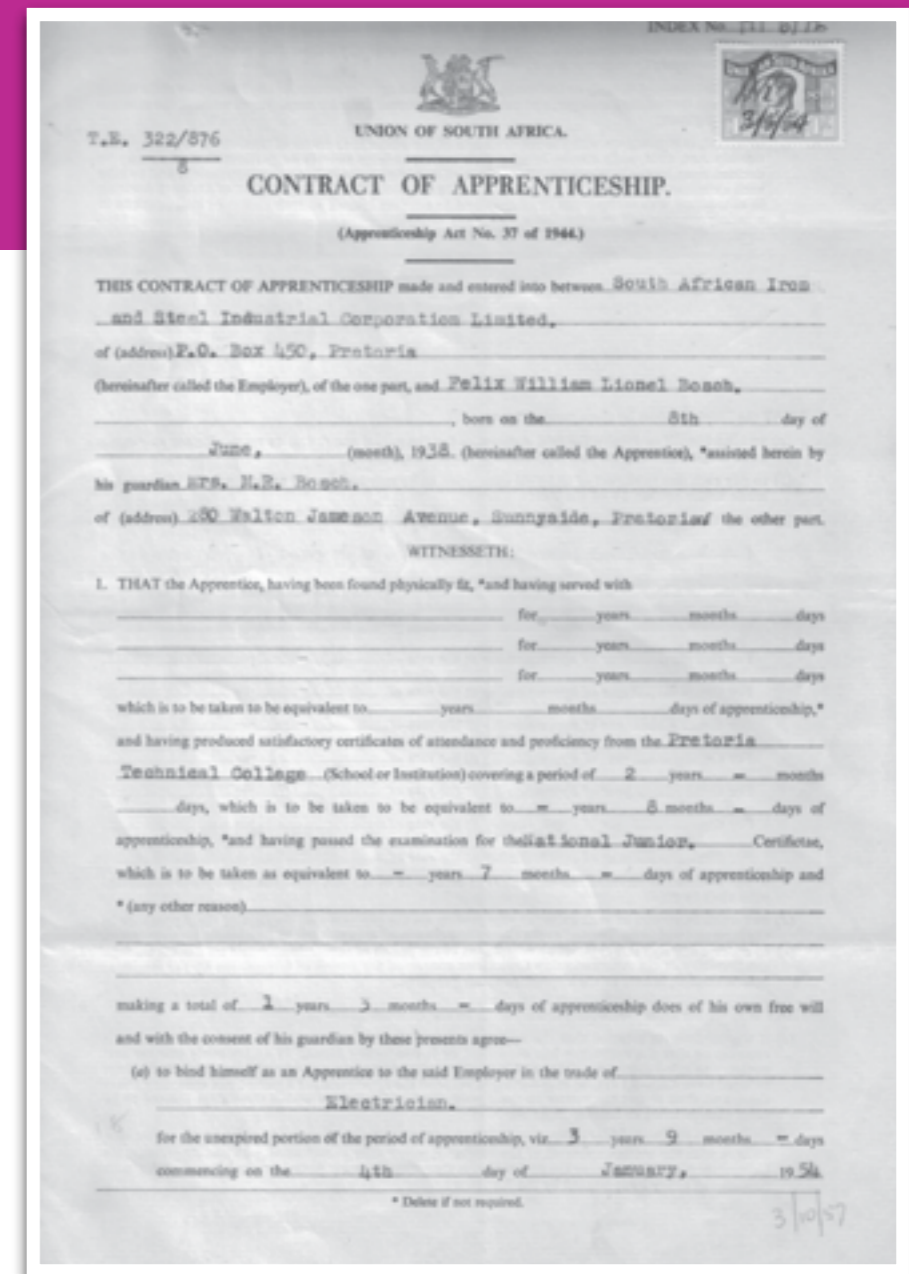 INDEX No.
T.E. 322/876
8
UNION OF SOUTH AFRICA.
3/6/54
CONTRACT OF APPRENTICESHIP.
(Apprenticeship Act No. 37 of 1944.)
THIS CONTRACT OF APPRENTICESHIP made and entered into between South African Iron
and Steel Industrial Corporation Limited.
of (address) P.O. Box 450, Pretoria
(hereinafter called the Employer), of the one part, and Felix William Lionel Bosch.
, born on the 8th day of
June, (month), 1938. (hereinafter called the Apprentice), *assisted herein by
his guardian Mrs. M.E. Bosch.
of (address) 280 Walton Jameson Avenue, Sunnyside, Pretoria of the other part.
WITNESSETH:
1. THAT the Apprentice, having been found physically fit, *and having served with
for years months days
for years months days
for years months days
which is to be taken to be equivalent to years months days of apprenticeship,*
and having produced satisfactory certificates of attendance and proficiency from the Pretoria
Technical College (School or Institution) covering a period of 2 years - months
days, which is to be taken to be equivalent to - years 8 months - days of
apprenticeship, *and having passed the examination for the National Junior. Certifictae,
which is to be taken as equivalent to - years 7 months - days of apprenticeship and
* (any other reason)
making a total of 1 years 3 months - days of apprenticeship does of his own free will
and with the consent of his guardian by these presents agree—
(a) to bind himself as an Apprentice to the said Employer in the trade of
Electrician.
for the unexpired portion of the period of apprenticeship, viz. 3 years 9 months - days
commencing on the 4th day of January, 1954
* Delete if not required.
3/10/57